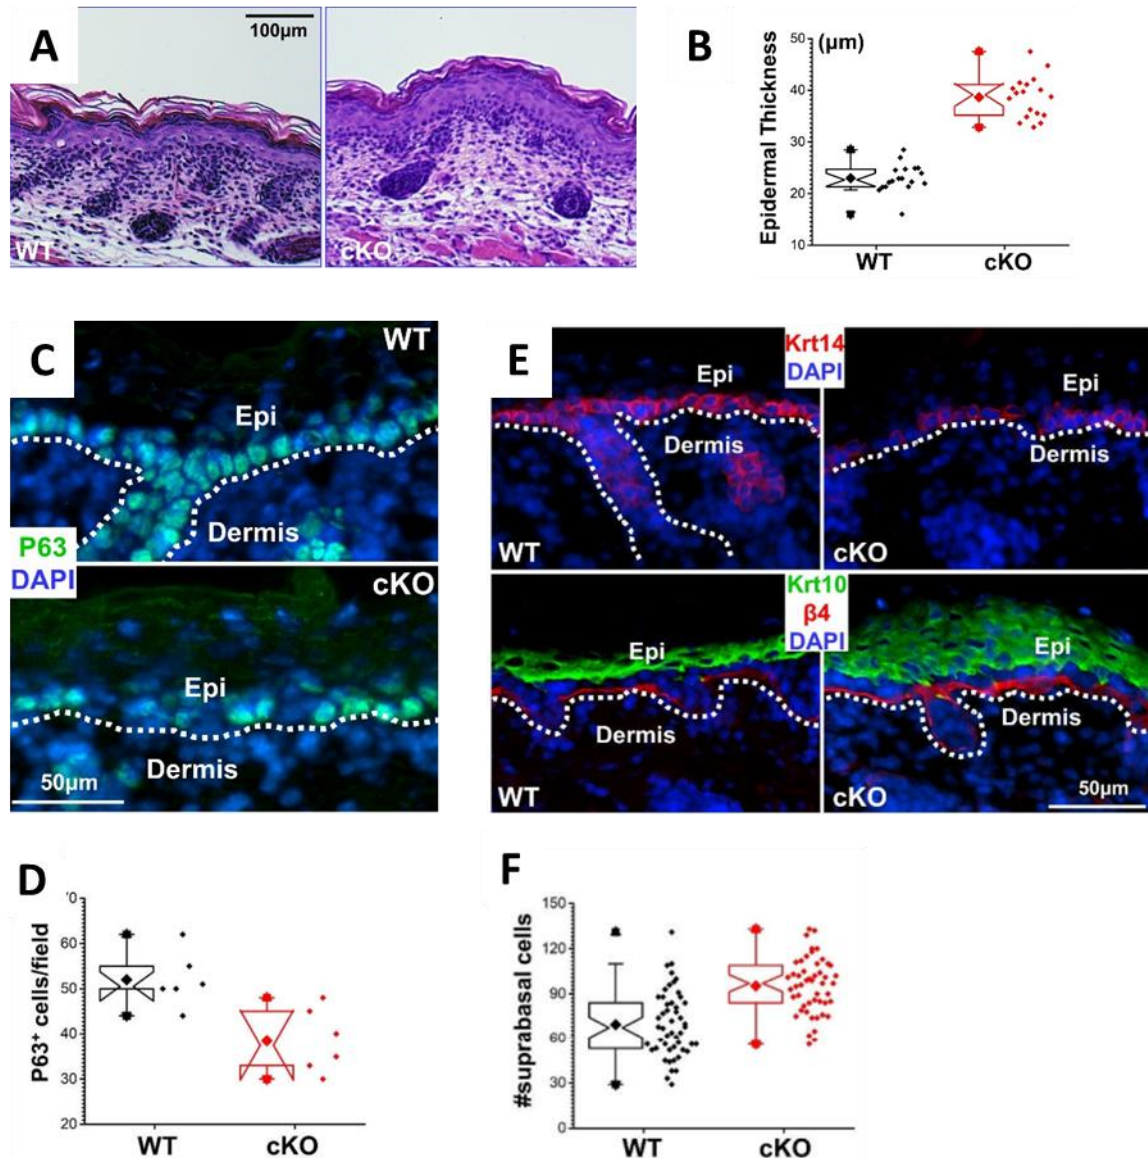 A
100µm
WT
cKO
B
(µm)
Epidermal Thickness
50
40
30
20
10
WT
cKO
C
WT
Epi
Dermis
P63
DAPI
cKO
Epi
Dermis
50µm
E
Krt14
DAPI
Epi
Dermis
WT
Dermis
cKO
Krt10
β4
DAPI
Epi
Dermis
WT
Epi
Dermis
cKO
50µm
D
P63⁺ cells/field
70
60
50
40
30
20
WT
cKO
F
#suprabasal cells
150
120
90
60
30
0
WT
cKO